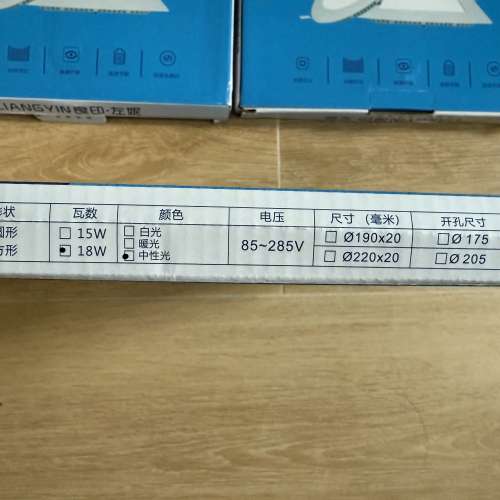 LIANGYIN良印·左妮
形状 瓦数 颜色 电压 尺寸（毫米） 开孔尺寸
圆形 □ 15W □ 白光 85~285V □ Ø190x20 □ Ø 175
□ 暖光
方形 18W 中性光 □ Ø220x20 □ Ø 205